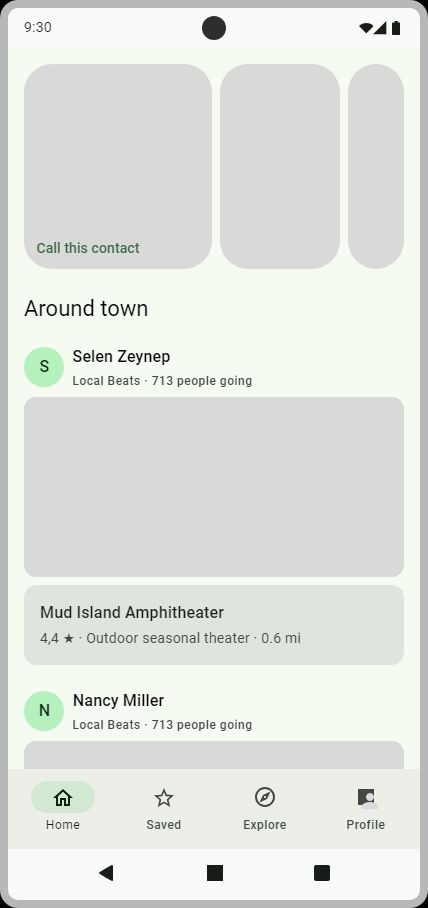 9:30
Call this contact
Around town
S
Selen Zeynep
Local Beats · 713 people going
Mud Island Amphitheater
4,4 ★ · Outdoor seasonal theater · 0.6 mi
N
Nancy Miller
Local Beats · 713 people going
Home
Saved
Explore
Profile